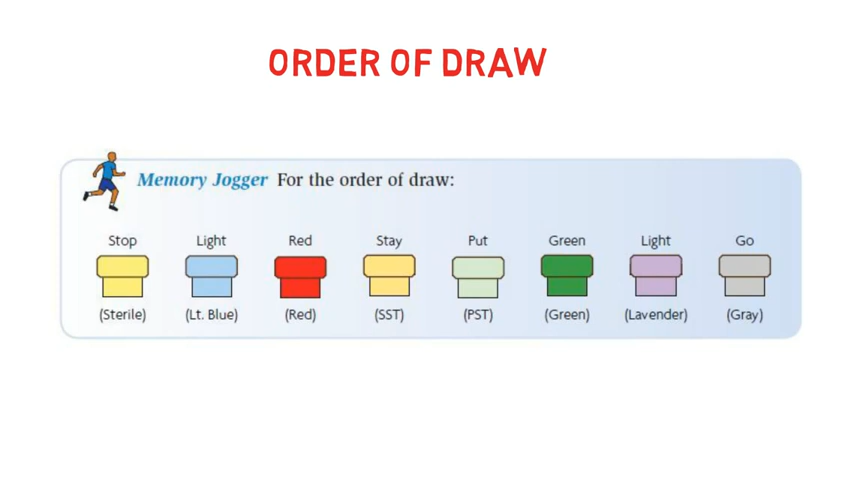 ORDER OF DRAW
Memory Jogger For the order of draw:
Stop Light Red Stay Put Green Light Go
(Sterile) (Lt. Blue) (Red) (SST) (PST) (Green) (Lavender) (Gray)